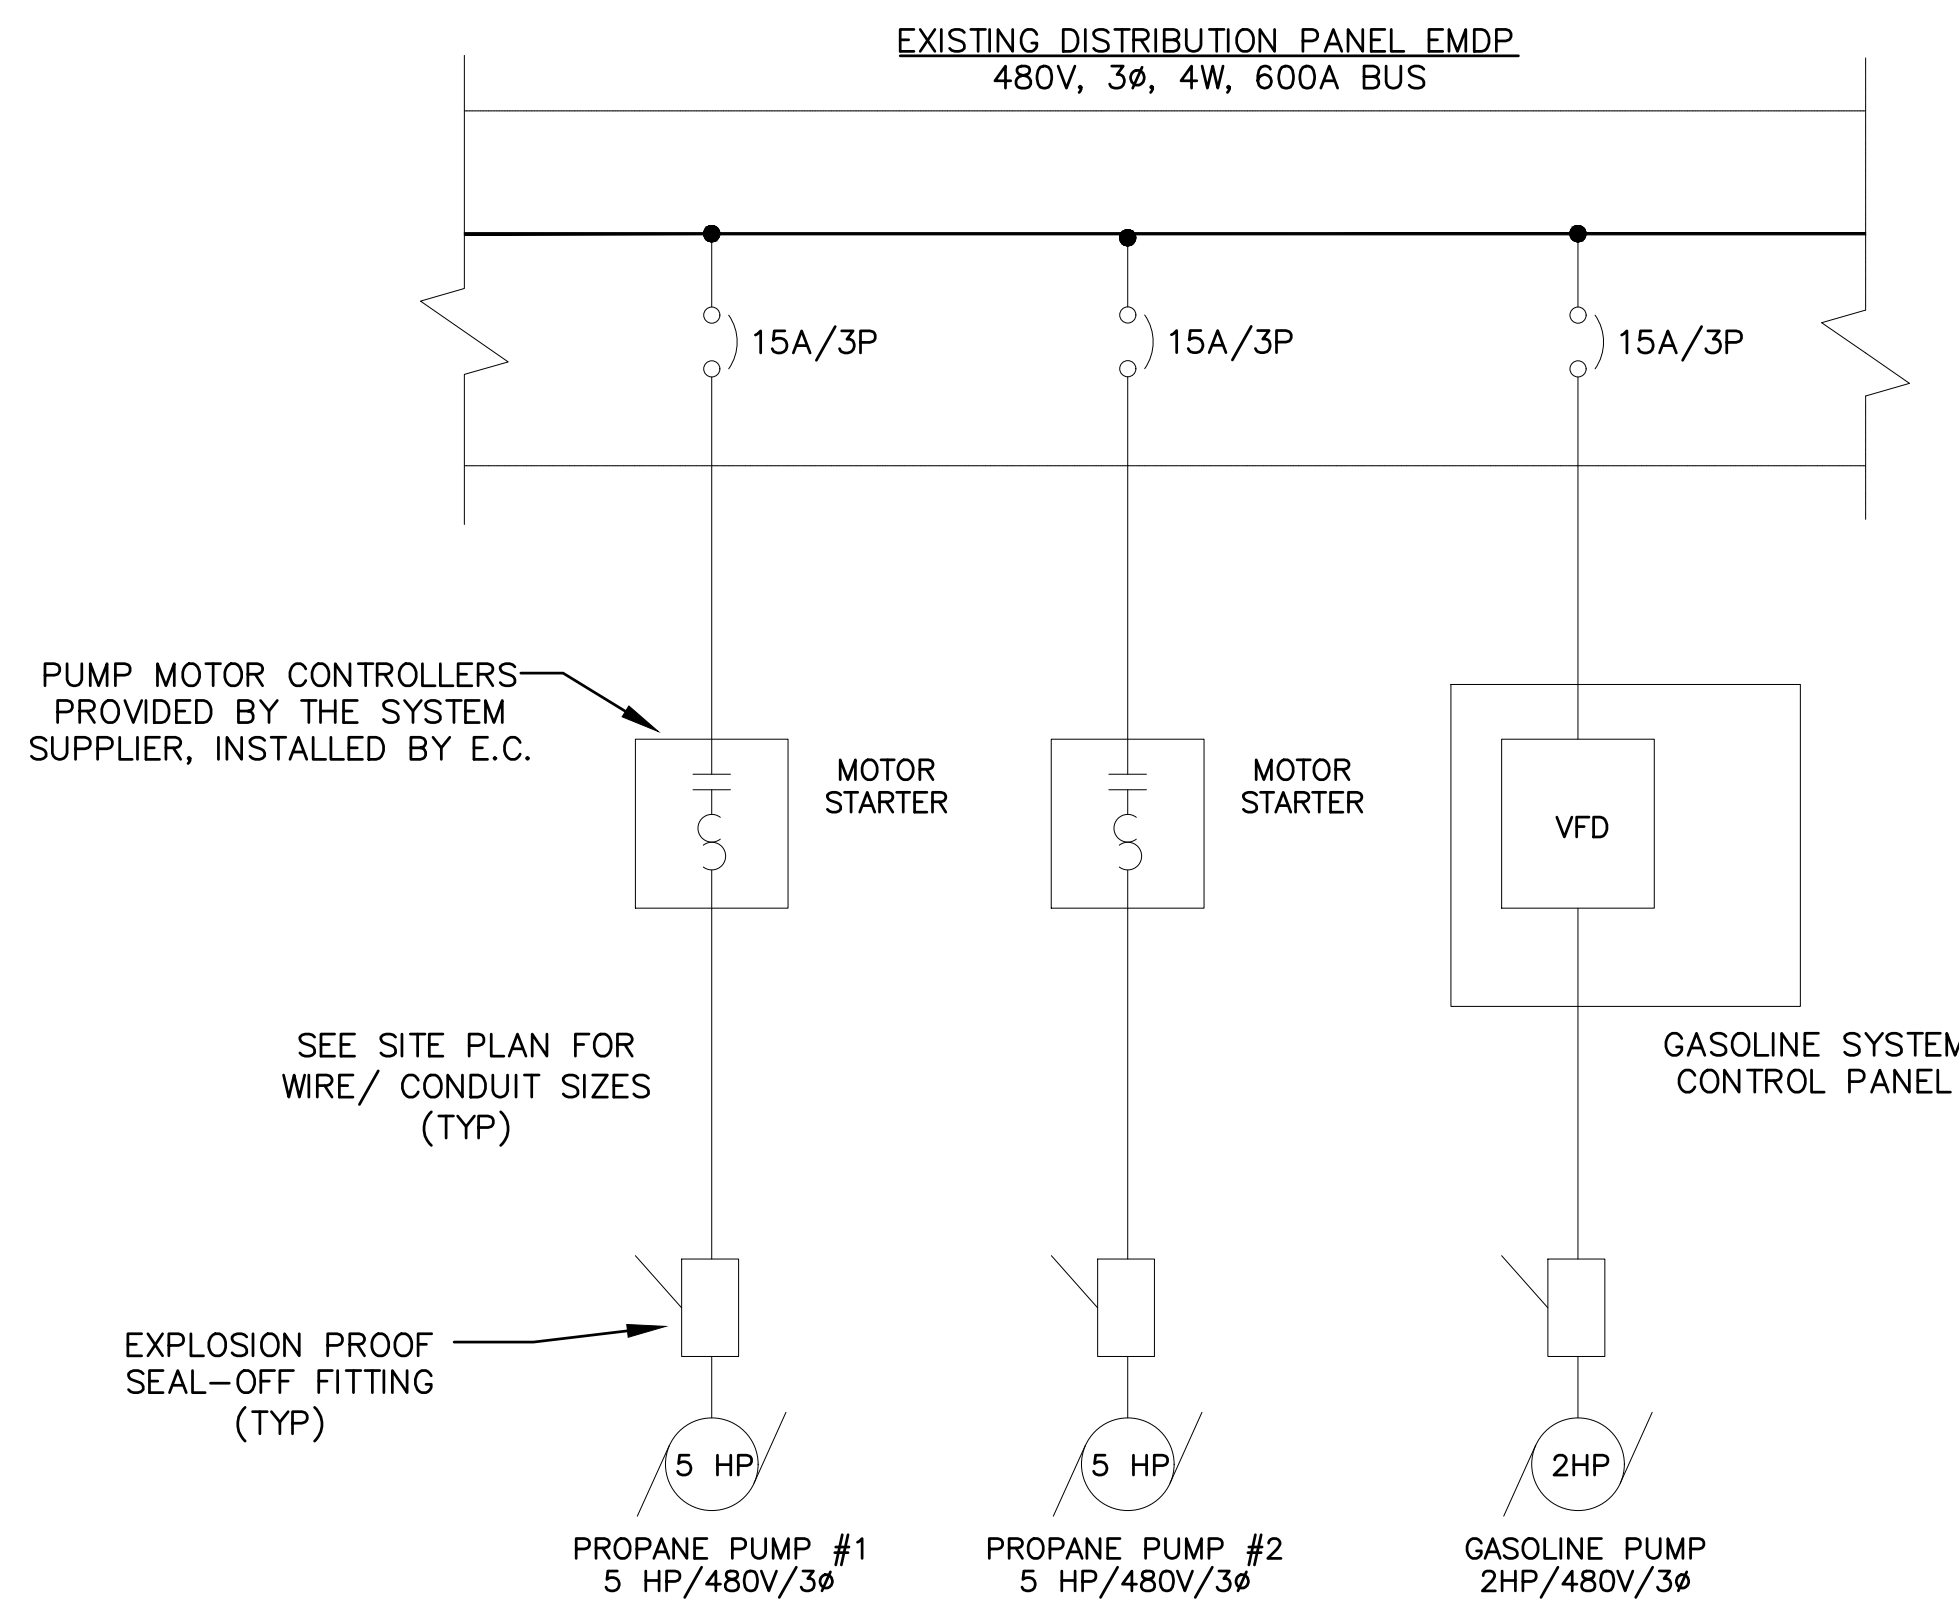 EXISTING DISTRIBUTION PANEL EMDP
480V, 3ø, 4W, 600A BUS
15A/3P
15A/3P
15A/3P
PUMP MOTOR CONTROLLERS
PROVIDED BY THE SYSTEM
SUPPLIER, INSTALLED BY E.C.
MOTOR
STARTER
MOTOR
STARTER
VFD
SEE SITE PLAN FOR
WIRE/ CONDUIT SIZES
(TYP)
GASOLINE SYSTEM
CONTROL PANEL
EXPLOSION PROOF
SEAL-OFF FITTING
(TYP)
5 HP
5 HP
2HP
PROPANE PUMP #1
5 HP/480V/3ø
PROPANE PUMP #2
5 HP/480V/3ø
GASOLINE PUMP
2HP/480V/3ø